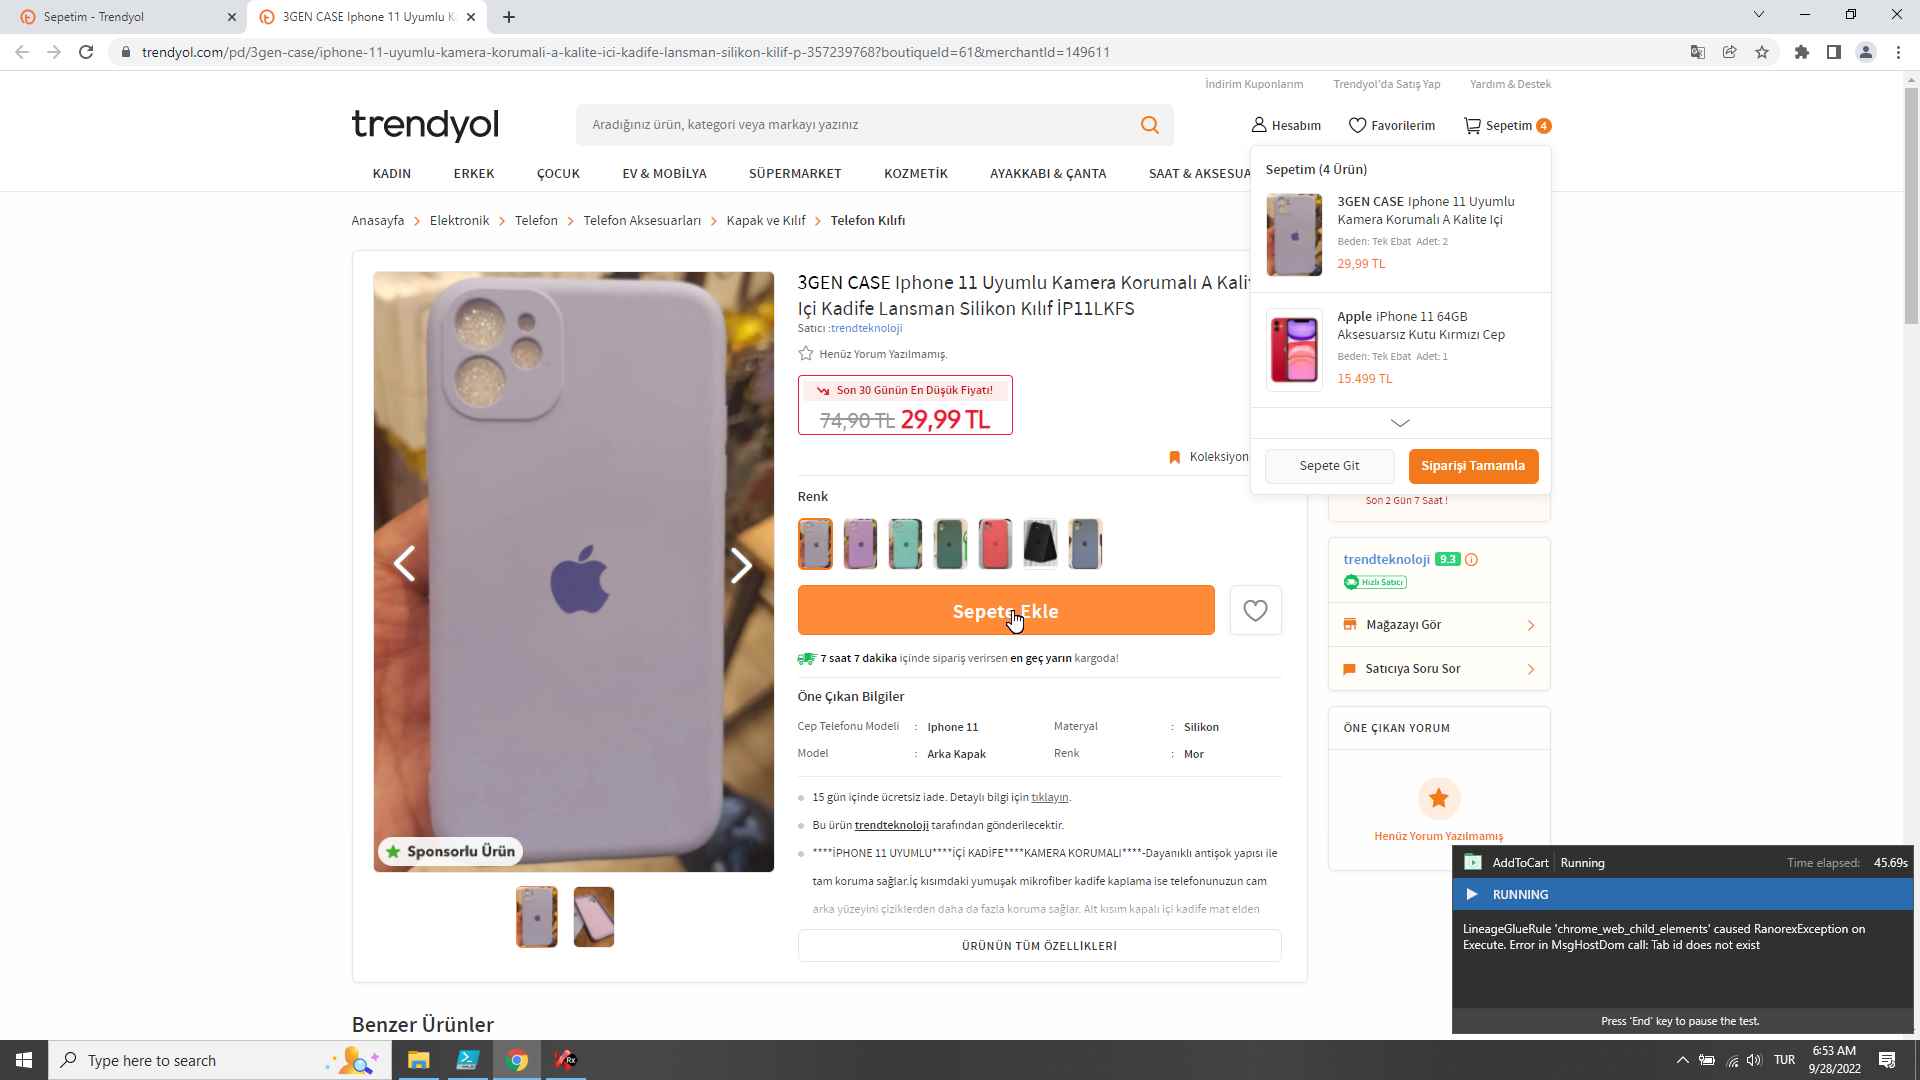 Sepetim - Trendyol
3GEN CASE Iphone 11 Uyumlu K
trendyol.com/pd/3gen-case/iphone-11-uyumlu-kamera-korumali-a-kalite-ici-kadife-lansman-silikon-kilif-p-357239768?boutiqueId=61&merchantId=149611
İndirim Kuponlarım
Trendyol'da Satış Yap
Yardım & Destek
trendyol
Aradığınız ürün, kategori veya markayı yazınız
Hesabım
Favorilerim
Sepetim 4
KADIN
ERKEK
ÇOCUK
EV & MOBİLYA
SÜPERMARKET
KOZMETİK
AYAKKABI & ÇANTA
SAAT & AKSESUA
Sepetim (4 Ürün)
3GEN CASE Iphone 11 Uyumlu
Kamera Korumalı A Kalite Içi
Beden: Tek Ebat Adet: 2
29,99 TL
Apple iPhone 11 64GB
Aksesuarsız Kutu Kırmızı Cep
Beden: Tek Ebat Adet: 1
15.499 TL
Sepete Git
Siparişi Tamamla
Anasayfa
Elektronik
Telefon
Telefon Aksesuarları
Kapak ve Kılıf
Telefon Kılıfı
3GEN CASE Iphone 11 Uyumlu Kamera Korumalı A Kalit
Içi Kadife Lansman Silikon Kılıf İP11LKFS
Satıcı :trendteknoloji
Henüz Yorum Yazılmamış.
Son 30 Günün En Düşük Fiyatı!
74,90 TL 29,99 TL
Koleksiyon
Son 2 Gün 7 Saat !
Renk
Sepete Ekle
7 saat 7 dakika içinde sipariş verirsen en geç yarın kargoda!
trendteknoloji 9.3
Hızlı Satıcı
Mağazayı Gör
Satıcıya Soru Sor
Öne Çıkan Bilgiler
Cep Telefonu Modeli : Iphone 11
Materyal : Silikon
Model : Arka Kapak
Renk : Mor
ÖNE ÇIKAN YORUM
Henüz Yorum Yazılmamış
15 gün içinde ücretsiz iade. Detaylı bilgi için tıklayın.
Bu ürün trendteknoloji tarafından gönderilecektir.
****İPHONE 11 UYUMLU****İÇİ KADİFE****KAMERA KORUMALI****-Dayanıklı antişok yapısı ile
tam koruma sağlar.İç kısımdaki yumuşak mikrofiber kadife kaplama ise telefonunuzun cam
arka yüzeyini çiziklerden daha da fazla koruma sağlar. Alt kısım kapalı içi kadife mat elden
ÜRÜNÜN TÜM ÖZELLİKLERİ
Sponsorlu Ürün
Benzer Ürünler
AddToCart Running
Time elapsed: 45.69s
RUNNING
LineageGlueRule 'chrome_web_child_elements' caused RanorexException on
Execute. Error in MsgHostDom call: Tab id does not exist
Press 'End' key to pause the test.
Type here to search
Rx
TUR
6:53 AM
9/28/2022